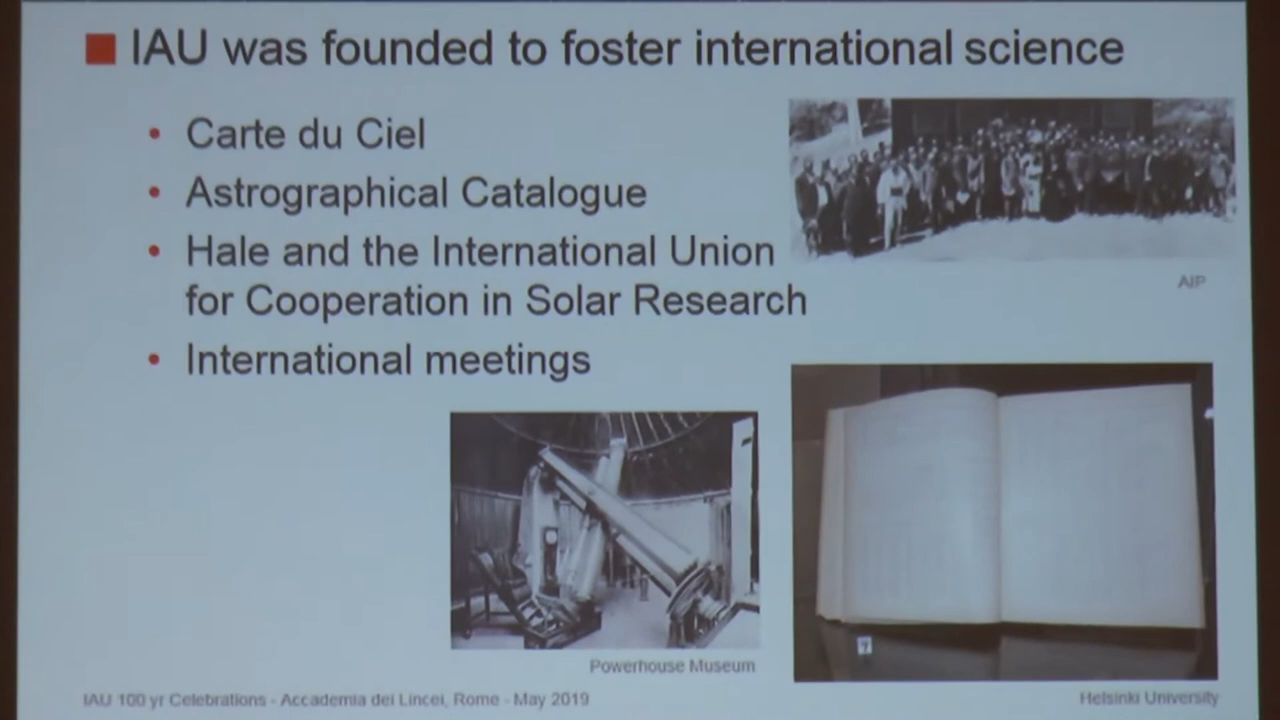 IAU was founded to foster international science
• Carte du Ciel
• Astrographical Catalogue
• Hale and the International Union
for Cooperation in Solar Research
• International meetings
AIP
Powerhouse Museum
Helsinki University
IAU 100 yr Celebrations - Accademia dei Lincei, Rome - May 2019